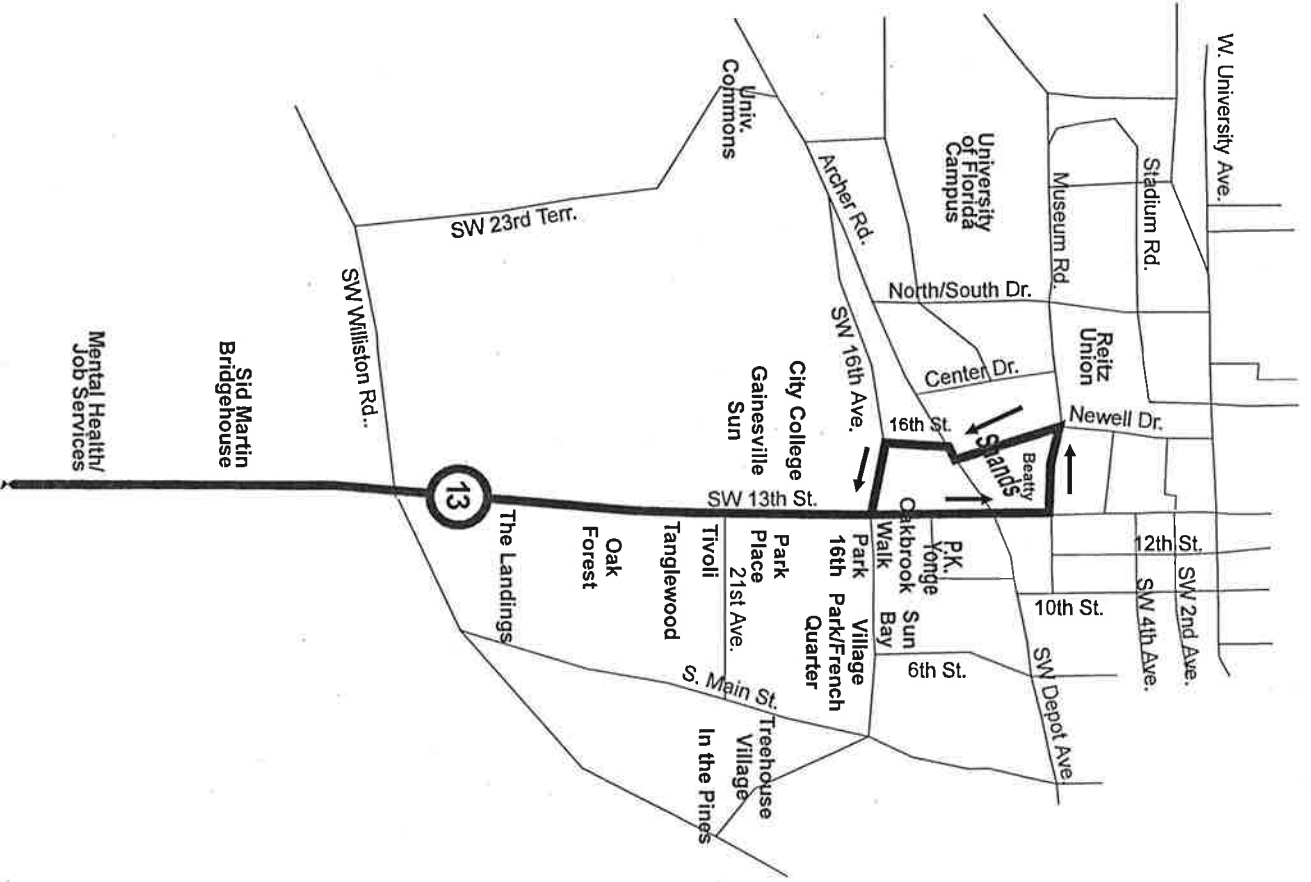 W. University Ave.
Stadium Rd.
Museum Rd.
University
of Florida
Campus
Univ.
Commons
Archer Rd.
North/South Dr.
Reitz
Union
Center Dr.
Newell Dr.
SW 23rd Terr.
SW 16th Ave.
16th St.
Beatty
Shands
SW Williston Rd..
City College
Gainesville
Sun
SW 13th St.
Sid Martin
Bridgehouse
Mental Health/
Job Services
13
12th St.
SW 2nd Ave.
SW 4th Ave.
10th St.
P.K.
Yonge
Oakbrook
Walk
Sun
Bay
6th St.
SW Depot Ave.
Park
16th
Village
Park/French
Quarter
Park
Place
21st Ave.
Tivoli
Tanglewood
Oak
Forest
The Landings
S. Main St.
Treehouse
Village
In the Pines